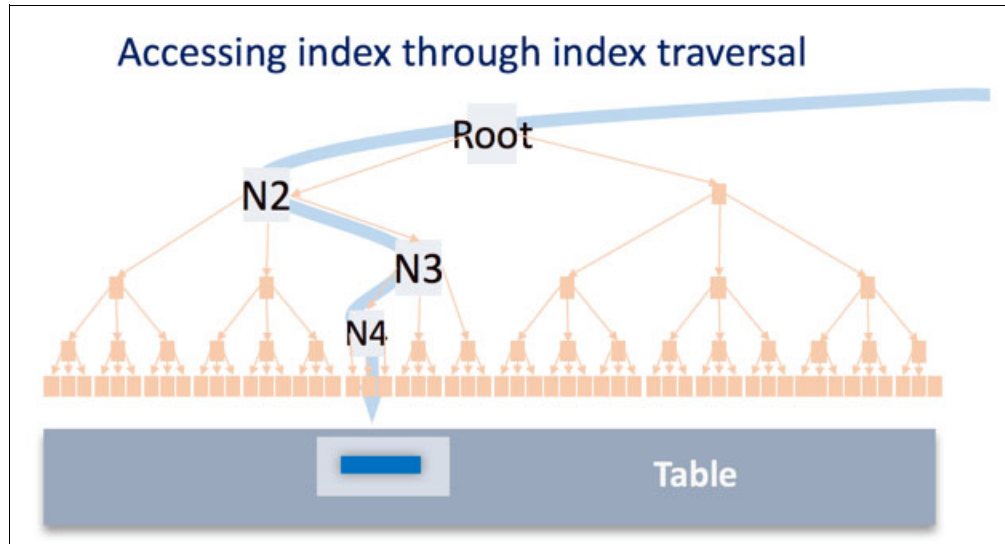 Accessing index through index traversal
Root
N2
N3
N4
Table